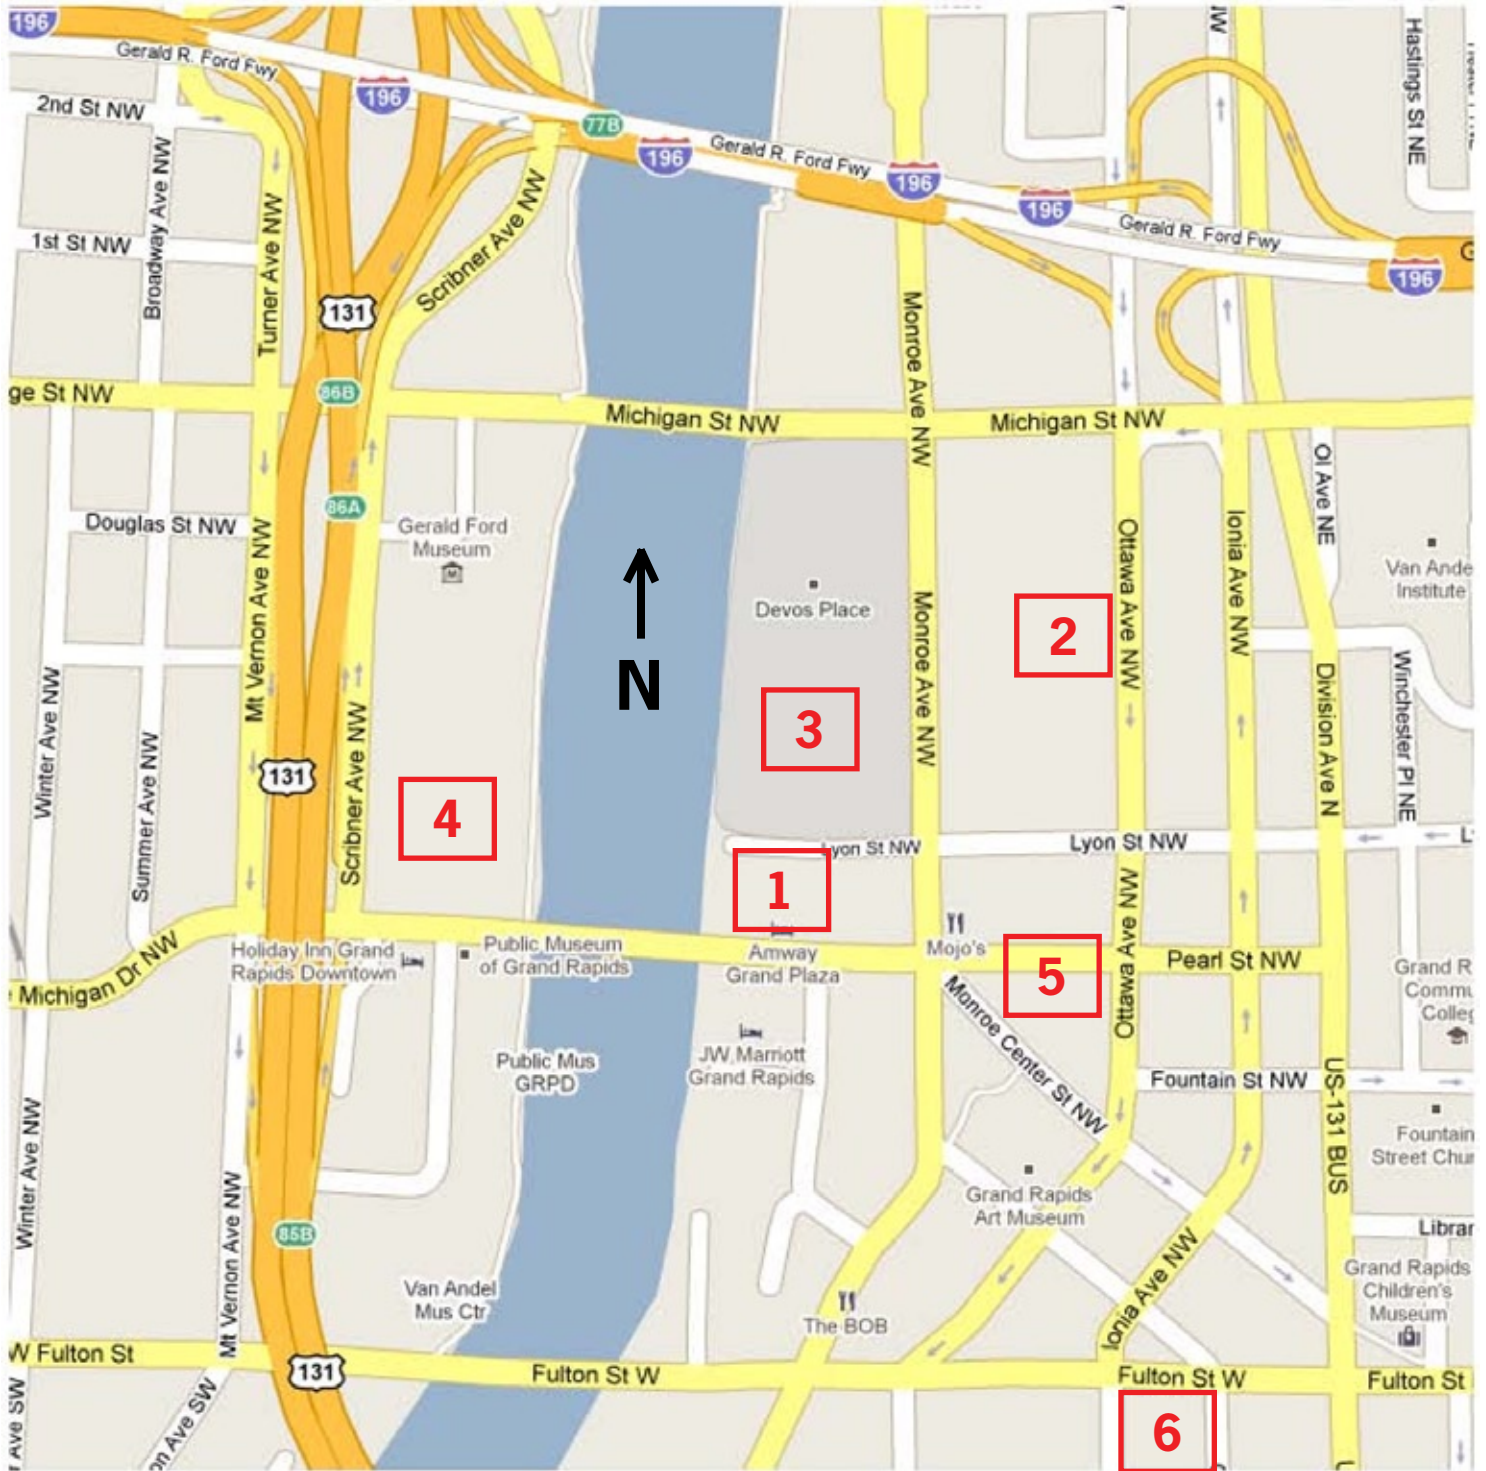 196
Gerald R. Ford Fwy
2nd St NW
196
77B
196
Gerald R. Ford Fwy
196
196
Gerald R. Ford Fwy
196
G
NW
Hastings St NE
Broadway Ave NW
1st St NW
Turner Ave NW
Scribner Ave NW
131
Monroe Ave NW
86B
ge St NW
Michigan St NW
Michigan St NW
Ol Ave NE
86A
Douglas St NW
Gerald Ford
Museum
M
Mt Vernon Ave NW
N
Devos Place
Monroe Ave NW
2
Ottawa Ave NW
Ionia Ave NW
Van Ande
Institute
Division Ave N
Winchester Pl NE
3
Winter Ave NW
Summer Ave NW
131
Scribner Ave NW
4
Lyon St NW
Lyon St NW
L
1
Amway
Grand Plaza
Mojo's
5
Ottawa Ave NW
Pearl St NW
Michigan Dr NW
Holiday Inn Grand
Rapids Downtown
Public Museum
of Grand Rapids
Grand R
Commu
Colleg
Monroe Center St NW
Public Mus
GRPD
JW Marriott
Grand Rapids
Fountain St NW
US-131 BUS
Fountain
Street Chur
Winter Ave NW
Mt Vernon Ave NW
85B
Grand Rapids
Art Museum
Librar
Ionia Ave NW
Grand Rapids
Children's
Museum
Van Andel
Mus Ctr
The BOB
W Fulton St
131
Fulton St W
Fulton St W
Fulton St
6
Ave SW
on Ave SW